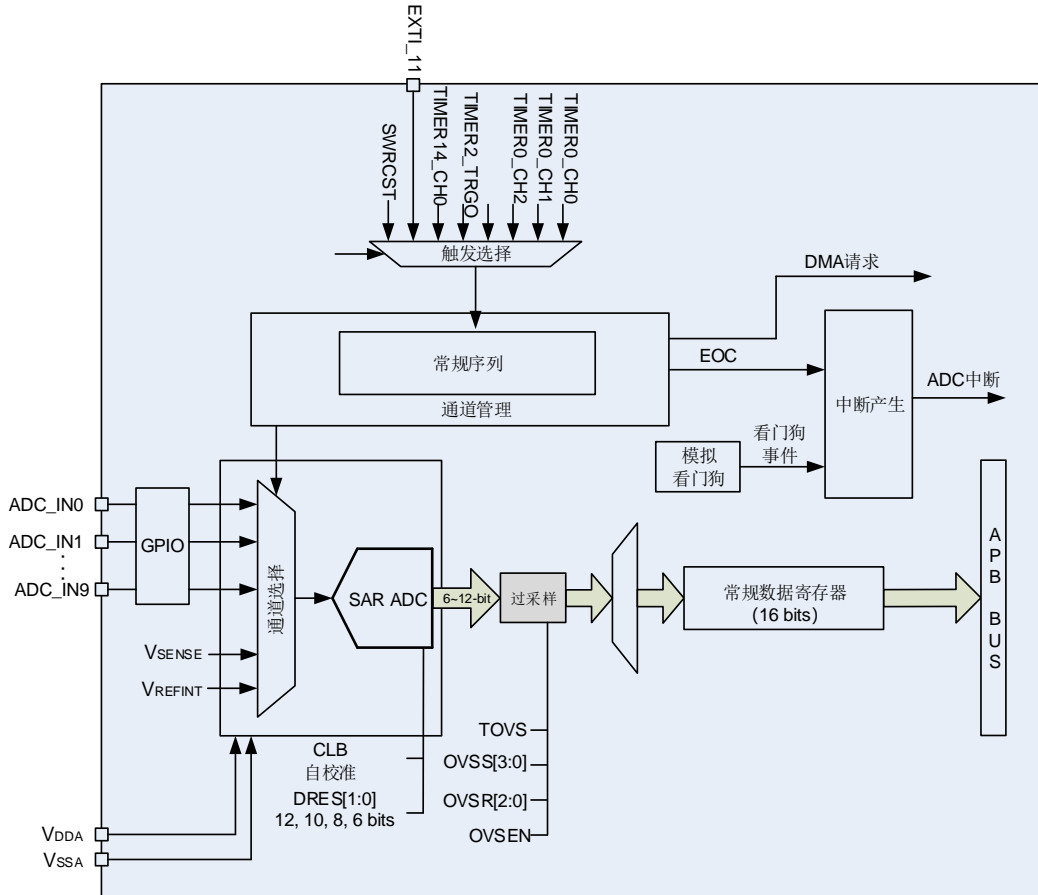 EXTI_11
SWRCST
TIMER14_CH0
TIMER2_TRGO
TIMER0_CH2
TIMER0_CH1
TIMER0_CH0
触发选择
DMA请求
常规序列
通道管理
EOC
中断产生
ADC中断
模拟
看门狗
看门狗
事件
ADC_IN0
ADC_IN1
ADC_IN9
GPIO
通道选择
SAR ADC
6~12-bit
过采样
常规数据寄存器
(16 bits)
APB BUS
VSENSE
VREFINT
CLB
自校准
DRES[1:0]
12, 10, 8, 6 bits
TOVS
OVSS[3:0]
OVSR[2:0]
OVSEN
VDDA
VSSA